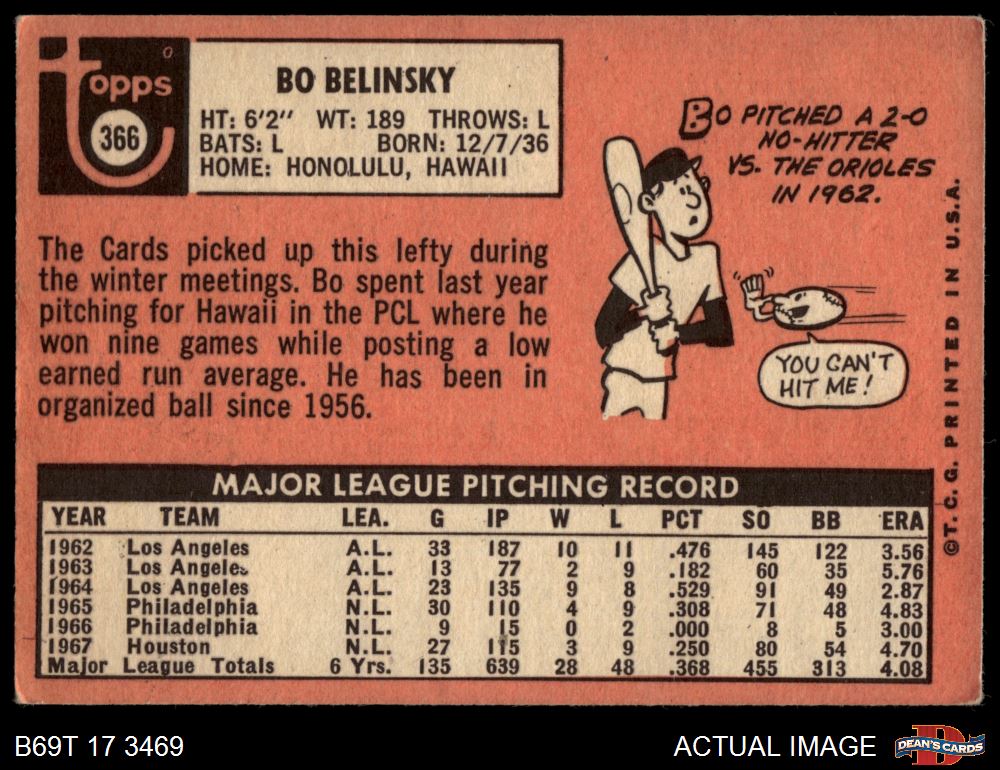 Topps
366
BO BELINSKY
HT: 6'2" WT: 189 THROWS: L
BATS: L BORN: 12/7/36
HOME: HONOLULU, HAWAII
BO PITCHED A 2-0
NO-HITTER
VS. THE ORIOLES
IN 1962.
YOU CAN'T
HIT ME!
The Cards picked up this lefty during
the winter meetings. Bo spent last year
pitching for Hawaii in the PCL where he
won nine games while posting a low
earned run average. He has been in
organized ball since 1956.
©T.C.G. PRINTED IN U.S.A.
MAJOR LEAGUE PITCHING RECORD
YEAR TEAM LEA. G IP W L PCT SO BB ERA
1962 Los Angeles A.L. 33 187 10 11 .476 145 122 3.56
1963 Los Angeles A.L. 13 77 2 9 .182 60 35 5.76
1964 Los Angeles A.L. 23 135 9 8 .529 91 49 2.87
1965 Philadelphia N.L. 30 110 4 9 .308 71 48 4.83
1966 Philadelphia N.L. 9 15 0 2 .000 8 5 3.00
1967 Houston N.L. 27 115 3 9 .250 80 54 4.70
Major League Totals 6 Yrs. 135 639 28 48 .368 455 313 4.08
B69T 17 3469
ACTUAL IMAGE
DEAN'S CARDS